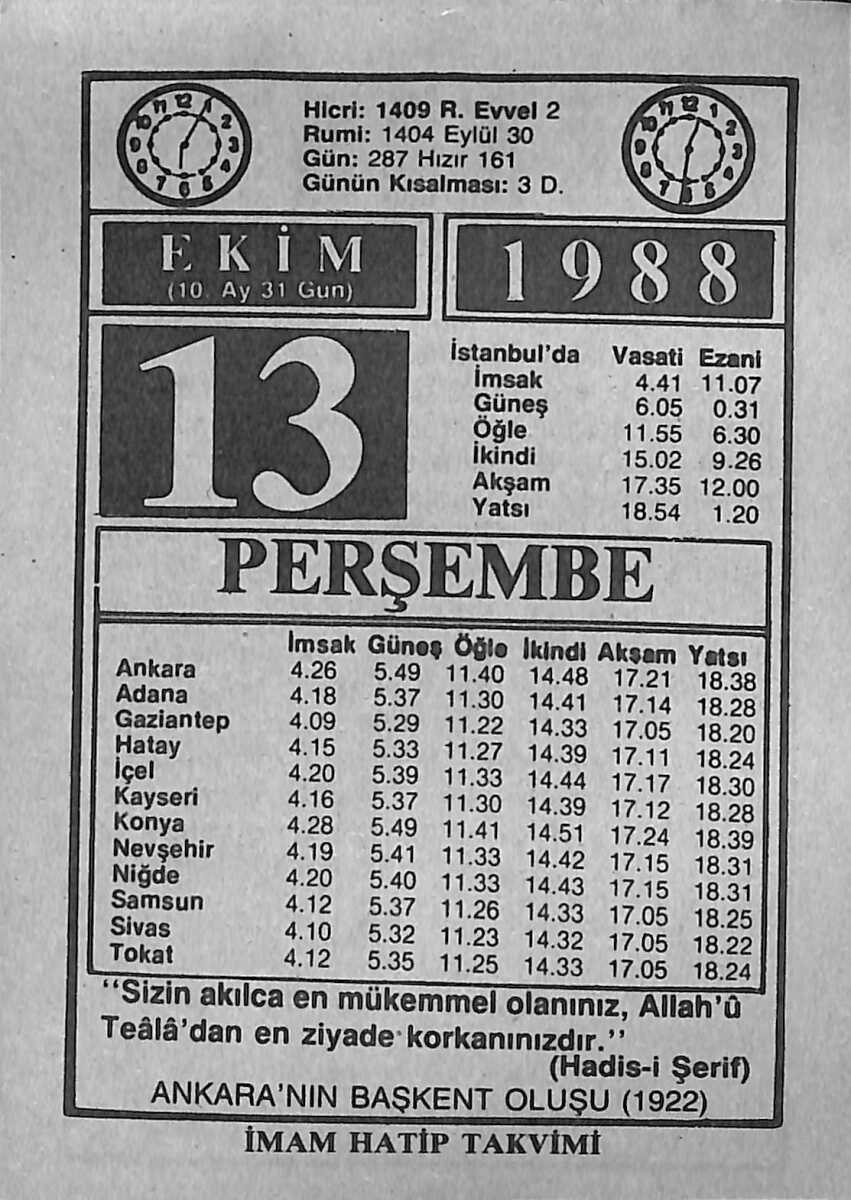 Hicri: 1409 R. Evvel 2
Rumi: 1404 Eylül 30
Gün: 287 Hızır 161
Günün Kısalması: 3 D.
EKİM
(10. Ay 31 Gun)
1988
13
İstanbul'da Vasati Ezani
İmsak 4.41 11.07
Güneş 6.05 0.31
Öğle 11.55 6.30
İkindi 15.02 9.26
Akşam 17.35 12.00
Yatsı 18.54 1.20
PERŞEMBE
İmsak Güneş Öğle İkindi Akşam Yatsı
Ankara 4.26 5.49 11.40 14.48 17.21 18.38
Adana 4.18 5.37 11.30 14.41 17.14 18.28
Gaziantep 4.09 5.29 11.22 14.33 17.05 18.20
Hatay 4.15 5.33 11.27 14.39 17.11 18.24
İçel 4.20 5.39 11.33 14.44 17.17 18.30
Kayseri 4.16 5.37 11.30 14.39 17.12 18.28
Konya 4.28 5.49 11.41 14.51 17.24 18.39
Nevşehir 4.19 5.41 11.33 14.42 17.15 18.31
Niğde 4.20 5.40 11.33 14.43 17.15 18.31
Samsun 4.12 5.37 11.26 14.33 17.05 18.25
Sivas 4.10 5.32 11.23 14.32 17.05 18.22
Tokat 4.12 5.35 11.25 14.33 17.05 18.24
"Sizin akılca en mükemmel olanınız, Allah'û
Teâlâ'dan en ziyade korkanınızdır."
(Hadis-i Şerif)
ANKARA'NIN BAŞKENT OLUŞU (1922)
İMAM HATİP TAKVİMİ